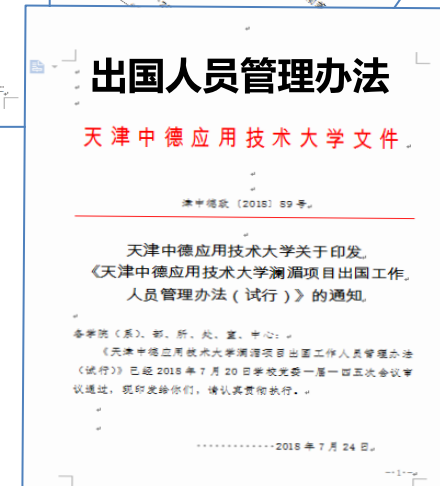 出国人员管理办法
天津中德应用技术大学文件
津中德政〔2018〕89号
天津中德应用技术大学关于印发
《天津中德应用技术大学澜湄项目出国工作
人员管理办法(试行)》的通知
各学院(系)、部、所、处、室、中心:
《天津中德应用技术大学澜湄项目出国工作人员管理办法
(试行)》已经2018年7月20日学校党委一届一四五次会议审
议通过,现印发给你们,请认真贯彻执行。
2018年7月24日
-1-